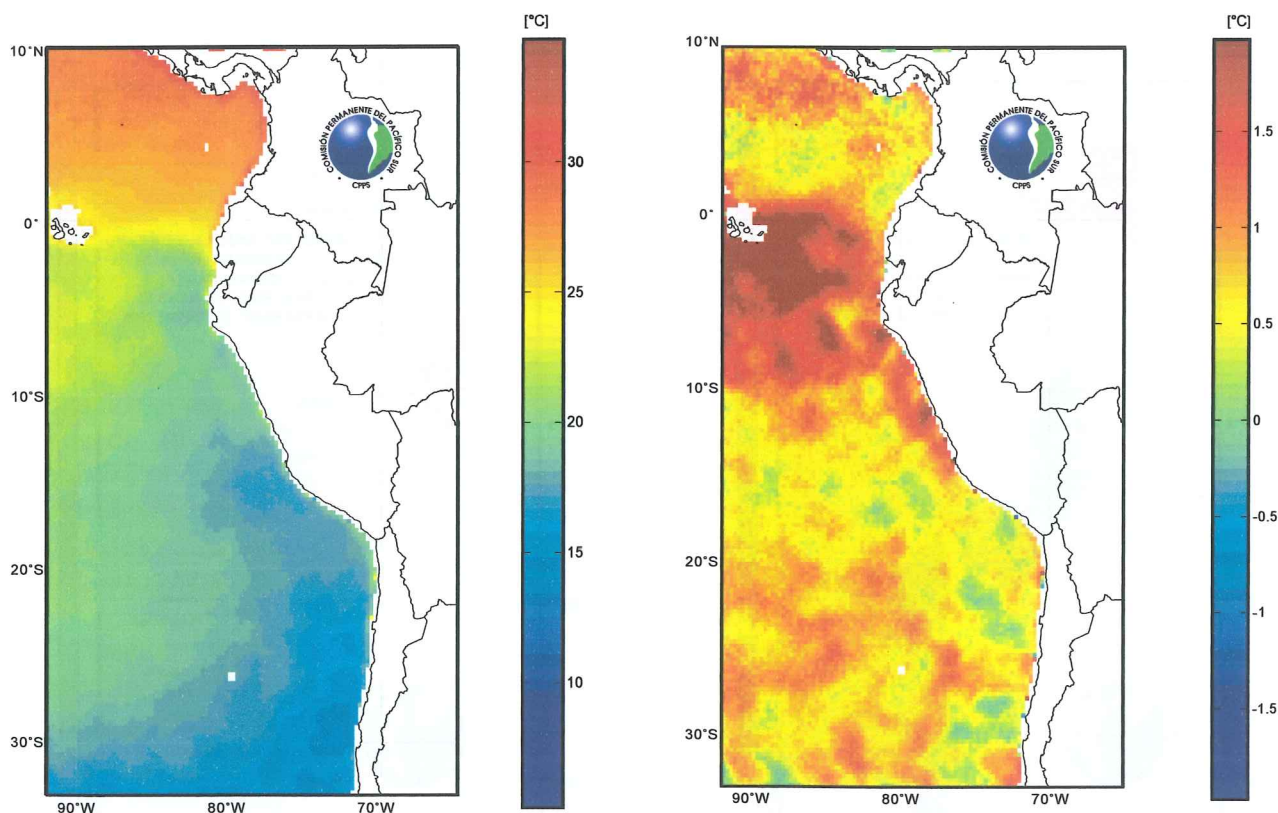 [°C]
10°N
0°
10°S
20°S
30°S
90°W
80°W
70°W
30
25
20
15
10
COMISIÓN PERMANENTE DEL PACÍFICO SUR
CPPS
[°C]
10°N
0°
10°S
20°S
30°S
90°W
80°W
70°W
1.5
1
0.5
0
-0.5
-1
-1.5
COMISIÓN PERMANENTE DEL PACÍFICO SUR
CPPS